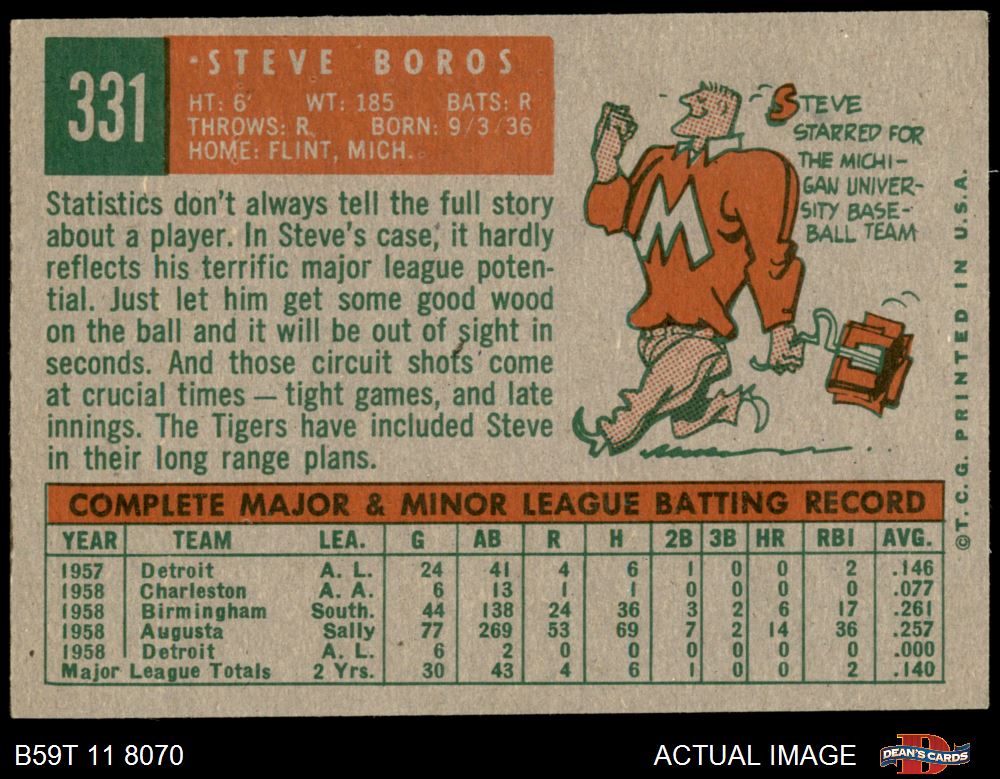 331
STEVE BOROS
HT: 6' WT: 185 BATS: R
THROWS: R. BORN: 9/3/36
HOME: FLINT, MICH.
STEVE
STARRED FOR
THE MICHI-
GAN UNIVER-
SITY BASE-
BALL TEAM
M
Statistics don't always tell the full story
about a player. In Steve's case, it hardly
reflects his terrific major league poten-
tial. Just let him get some good wood
on the ball and it will be out of sight in
seconds. And those circuit shots come
at crucial times — tight games, and late
innings. The Tigers have included Steve
in their long range plans.
©T.C.G. PRINTED IN U.S.A.
COMPLETE MAJOR & MINOR LEAGUE BATTING RECORD
YEAR TEAM LEA. G AB R H 2B 3B HR RBI AVG.
1957 Detroit A. L. 24 41 4 6 1 0 0 2 .146
1958 Charleston A. A. 6 13 1 1 0 0 0 0 .077
1958 Birmingham South. 44 138 24 36 3 2 6 17 .261
1958 Augusta Sally 77 269 53 69 7 2 14 36 .257
1958 Detroit A. L. 6 2 0 0 0 0 0 0 .000
Major League Totals 2 Yrs. 30 43 4 6 1 0 0 2 .140
B59T 11 8070
ACTUAL IMAGE
DEAN'S CARDS